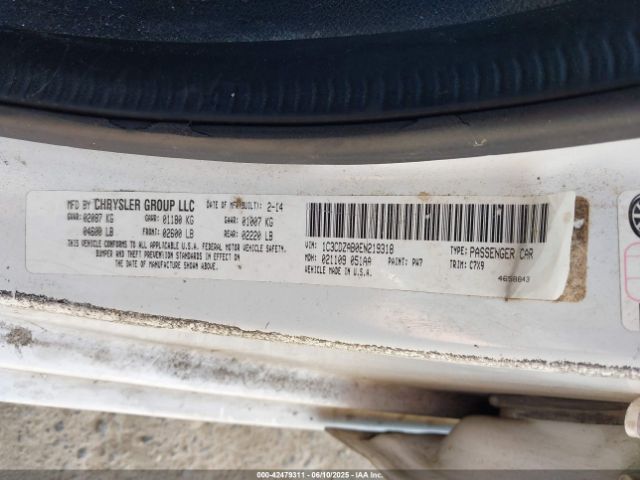 MFD BY CHRYSLER GROUP LLC DATE OF MFR(BUILT): 2-14
GVWR: 02087 KG GAWR: 01180 KG GAWR: 01007 KG
04600 LB FRONT: 02600 LB REAR: 02220 LB
THIS VEHICLE CONFORMS TO ALL APPLICABLE U.S.A. FEDERAL MOTOR VEHICLE SAFETY,
BUMPER AND THEFT PREVENTION STANDARDS IN EFFECT ON
THE DATE OF MANUFACTURE SHOWN ABOVE.
VIN: 1C3CDZAB0EN219318 TYPE: PASSENGER CAR
MDH: 021109 051AA PAINT: PW7 TRIM: C7X9
VEHICLE MADE IN U.S.A. 4658843
000-42479311 - 06/10/2025 - IAAI.COM